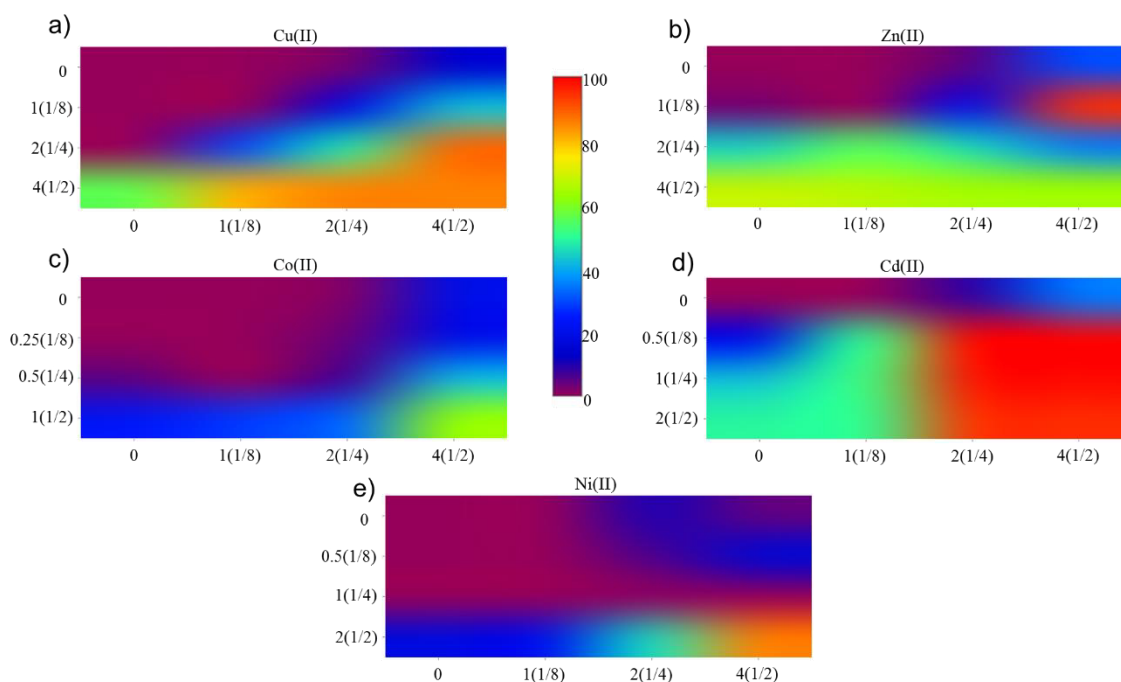 a)
Cu(II)
0
1(1/8)
2(1/4)
4(1/2)
0 1(1/8) 2(1/4) 4(1/2)
b)
Zn(II)
0
1(1/8)
2(1/4)
4(1/2)
0 1(1/8) 2(1/4) 4(1/2)
100
80
60
40
20
0
c)
Co(II)
0
0.25(1/8)
0.5(1/4)
1(1/2)
0 1(1/8) 2(1/4) 4(1/2)
d)
Cd(II)
0
0.5(1/8)
1(1/4)
2(1/2)
0 1(1/8) 2(1/4) 4(1/2)
e)
Ni(II)
0
0.5(1/8)
1(1/4)
2(1/2)
0 1(1/8) 2(1/4) 4(1/2)